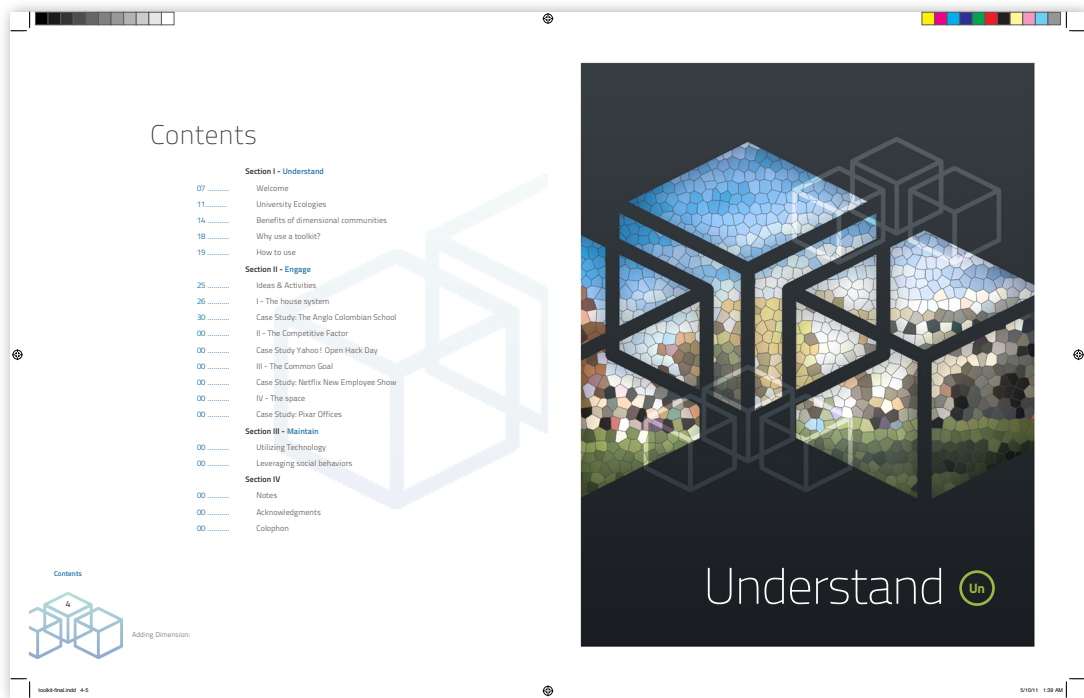 Contents
Section I - Understand
07 ........... Welcome
11........... University Ecologies
14 ........... Benefits of dimensional communities
18 ........... Why use a toolkit?
19 ........... How to use
Section II - Engage
25 ........... Ideas & Activities
26 ........... I - The house system
30 ........... Case Study: The Anglo Colombian School
00 ........... II - The Competitive Factor
00 ........... Case Study Yahoo! Open Hack Day
00 ........... III - The Common Goal
00 ........... Case Study: Netflix New Employee Show
00 ........... IV - The space
00 ........... Case Study: Pixar Offices
Section III - Maintain
00 ........... Utilizing Technology
00 ........... Leveraging social behaviors
Section IV
00 ........... Notes
00 ........... Acknowledgments
00 ........... Colophon
Contents
4
Adding Dimension:
Understand Un
toolkit-final.indd 4-5
5/10/11 1:39 AM